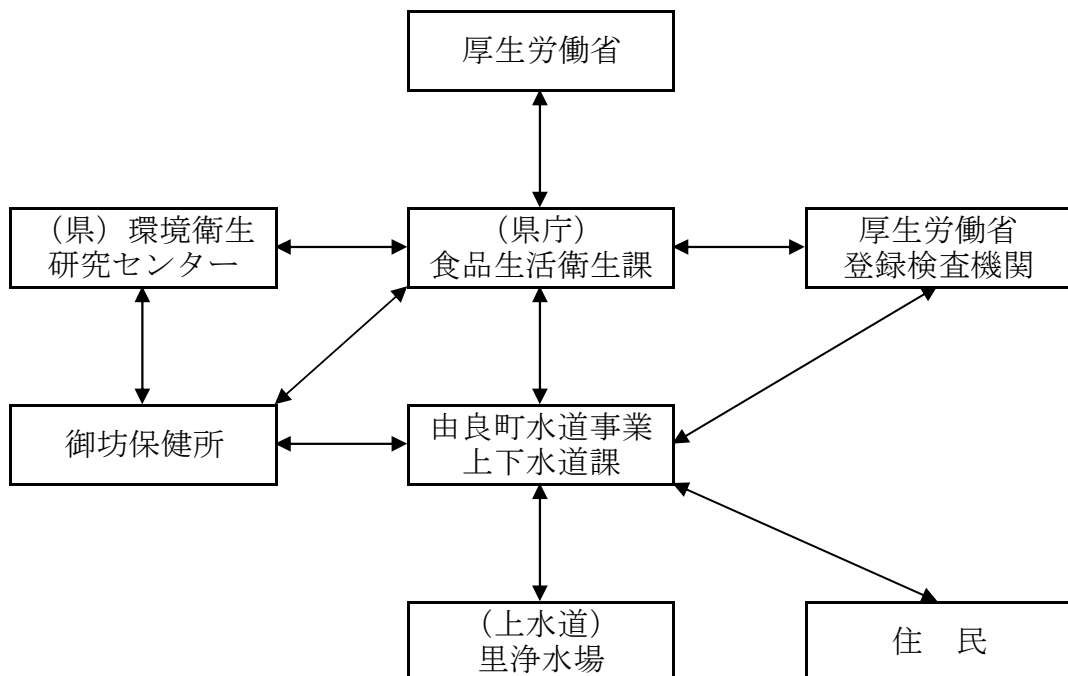 厚生労働省
（県）環境衛生
研究センター
（県庁）
食品生活衛生課
厚生労働省
登録検査機関
御坊保健所
由良町水道事業
上下水道課
（上水道）
里浄水場
住　民